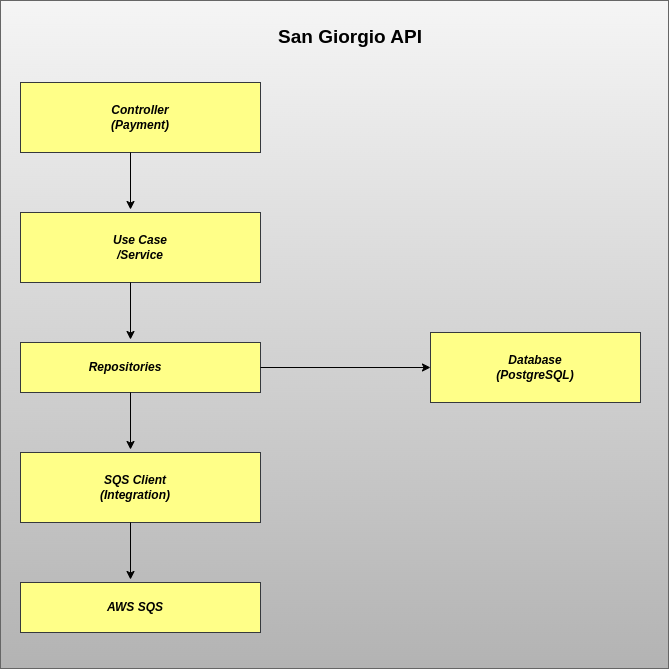 San Giorgio API
Controller
(Payment)
Use Case
/Service
Repositories
Database
(PostgreSQL)
SQS Client
(Integration)
AWS SQS